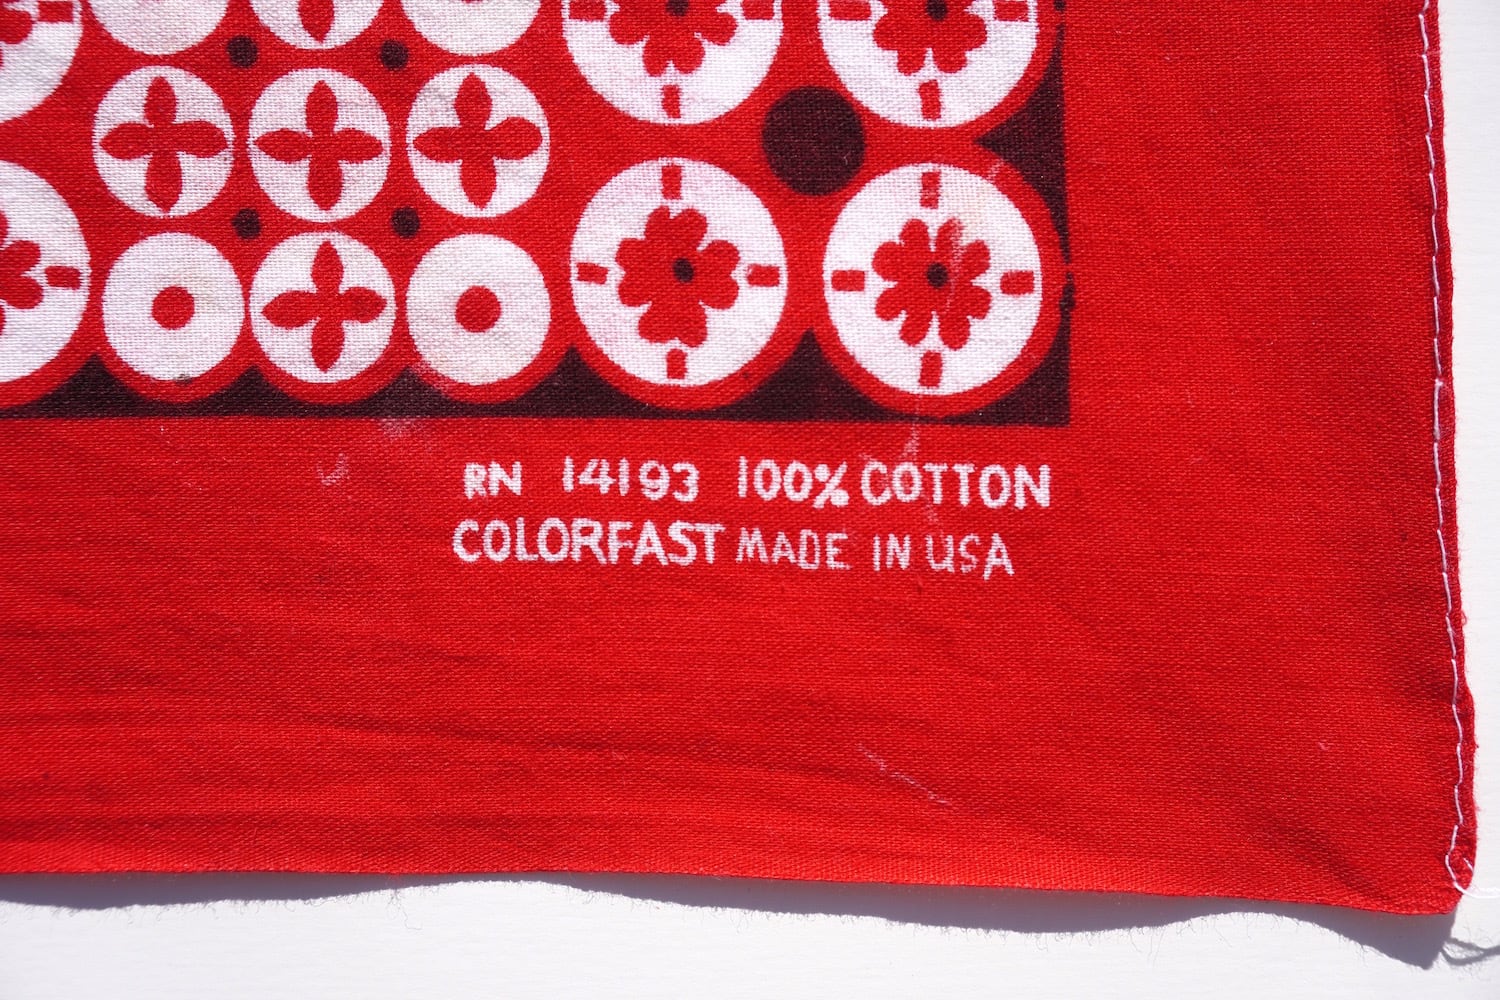 RN 14193 100% COTTON
COLORFAST MADE IN USA